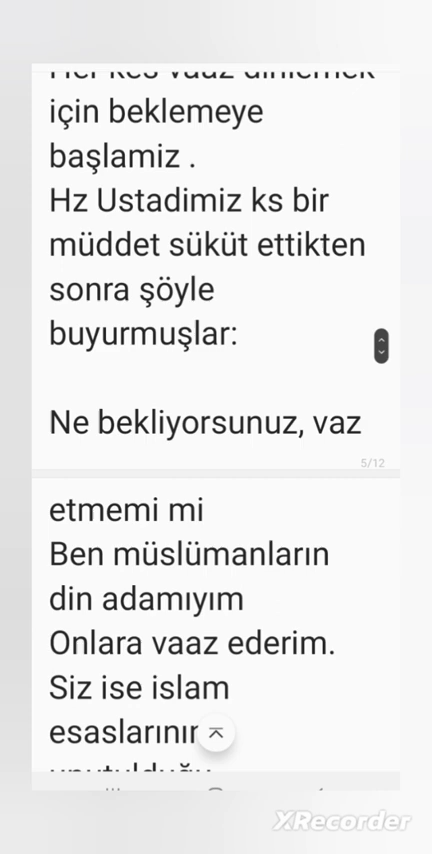 için beklemeye
başlamiz .
Hz Ustadimiz ks bir
müddet süküt ettikten
sonra şöyle
buyurmuşlar:
Ne bekliyorsunuz, vaz
5/12
etmemi mi
Ben müslümanların
din adamıyım
Onlara vaaz ederim.
Siz ise islam
esaslarının
XRecorder